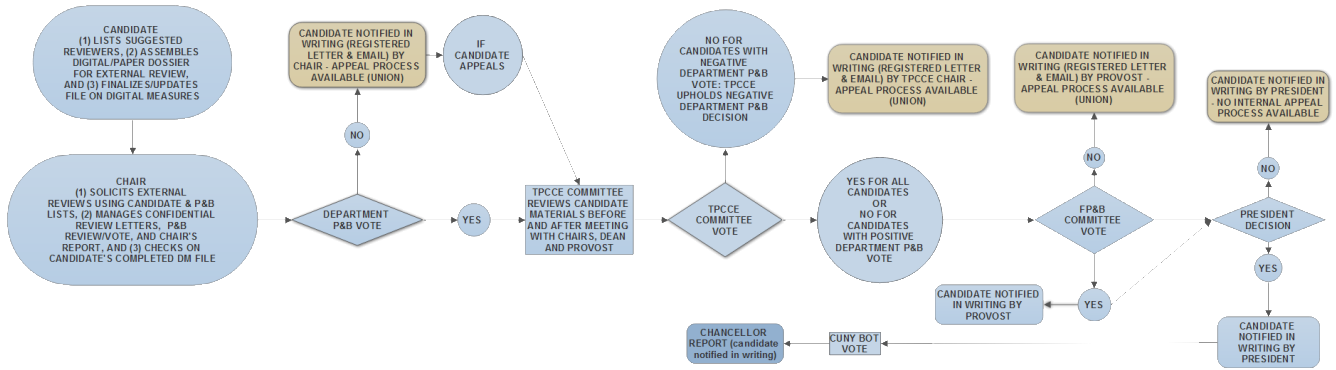 CANDIDATE
(1) LISTS SUGGESTED
REVIEWERS, (2) ASSEMBLES
DIGITAL/PAPER DOSSIER
FOR EXTERNAL REVIEW,
AND (3) FINALIZES/UPDATES
FILE ON DIGITAL MEASURES
CHAIR
(1) SOLICITS EXTERNAL
REVIEWS USING CANDIDATE & P&B
LISTS, (2) MANAGES CONFIDENTIAL
REVIEW LETTERS, P&B
REVIEW/VOTE, AND CHAIR'S
REPORT, AND (3) CHECKS ON
CANDIDATE'S COMPLETED DM FILE
DEPARTMENT
P&B VOTE
NO
CANDIDATE NOTIFIED IN
WRITING (REGISTERED
LETTER & EMAIL) BY
CHAIR - APPEAL PROCESS
AVAILABLE (UNION)
IF
CANDIDATE
APPEALS
YES
TPCCE COMMITTEE
REVIEWS CANDIDATE
MATERIALS BEFORE
AND AFTER MEETING
WITH CHAIRS, DEAN
AND PROVOST
TPCCE
COMMITTEE
VOTE
NO FOR
CANDIDATES WITH
NEGATIVE
DEPARTMENT P&B
VOTE: TPCCE
UPHOLDS NEGATIVE
DEPARTMENT P&B
DECISION
CANDIDATE NOTIFIED IN
WRITING (REGISTERED LETTER
& EMAIL) BY TPCCE CHAIR -
APPEAL PROCESS AVAILABLE
(UNION)
YES FOR ALL
CANDIDATES
OR
NO FOR
CANDIDATES
WITH POSITIVE
DEPARTMENT P&B
VOTE
FP&B
COMMITTEE
VOTE
NO
CANDIDATE NOTIFIED IN
WRITING (REGISTERED LETTER
& EMAIL) BY PROVOST -
APPEAL PROCESS AVAILABLE
(UNION)
YES
CANDIDATE NOTIFIED
IN WRITING BY
PROVOST
PRESIDENT
DECISION
NO
CANDIDATE NOTIFIED IN
WRITING BY PRESIDENT
- NO INTERNAL APPEAL
PROCESS AVAILABLE
YES
CANDIDATE
NOTIFIED IN
WRITING BY
PRESIDENT
CUNY BOT
VOTE
CHANCELLOR
REPORT (candidate
notified in writing)